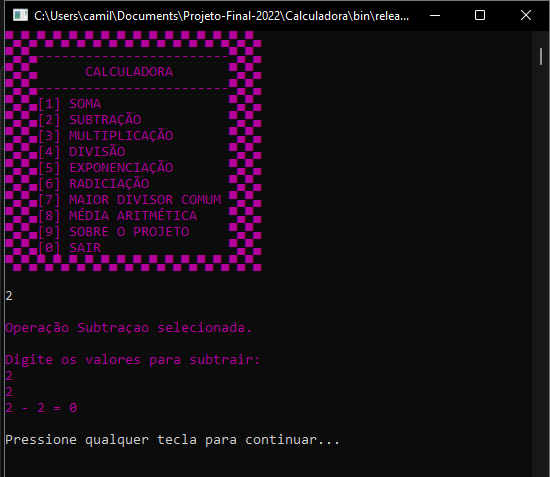 C:\Users\camil\Documents\Projeto-Final-2022\Calculadora\bin\relea...
------------------------
CALCULADORA
------------------------
[1] SOMA
[2] SUBTRAÇÃO
[3] MULTIPLICAÇÃO
[4] DIVISÃO
[5] EXPONENCIAÇÃO
[6] RADICIAÇÃO
[7] MAIOR DIVISOR COMUM
[8] MÉDIA ARITMÉTICA
[9] SOBRE O PROJETO
[0] SAIR
2
Operação Subtraçao selecionada.
Digite os valores para subtrair:
2
2
2 - 2 = 0
Pressione qualquer tecla para continuar...